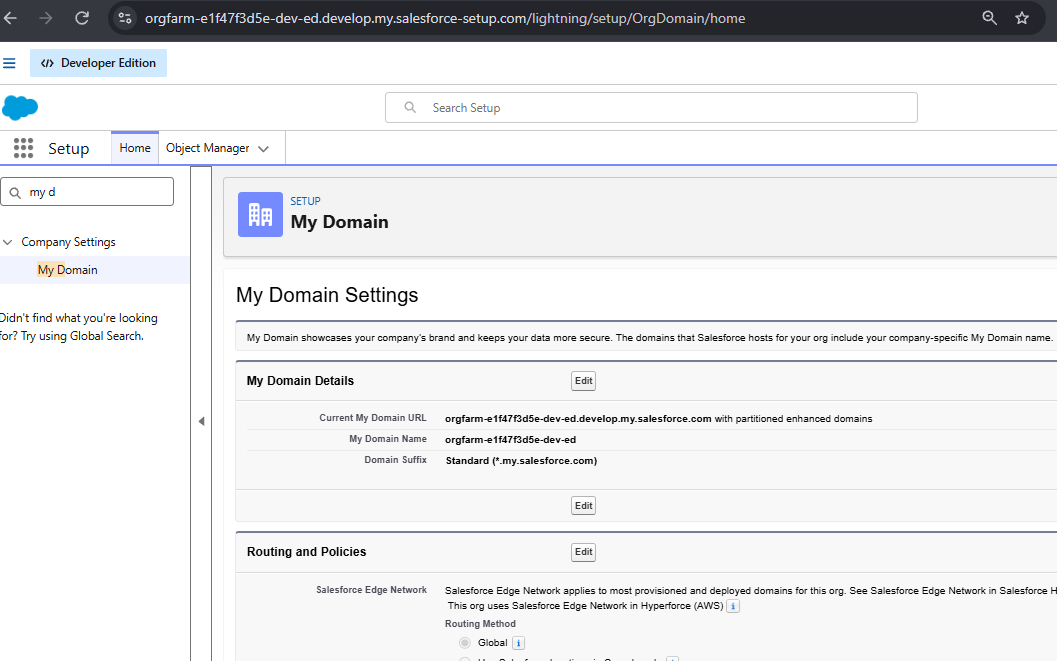 orgfarm-e1f47f3d5e-dev-ed.develop.my.salesforce-setup.com/lightning/setup/OrgDomain/home
</> Developer Edition
Search Setup
Setup
Home
Object Manager
my d
Company Settings
My Domain
Didn't find what you're looking
for? Try using Global Search.
SETUP
My Domain
My Domain Settings
My Domain showcases your company's brand and keeps your data more secure. The domains that Salesforce hosts for your org include your company-specific My Domain name.
My Domain Details
Edit
Current My Domain URL orgfarm-e1f47f3d5e-dev-ed.develop.my.salesforce.com with partitioned enhanced domains
My Domain Name orgfarm-e1f47f3d5e-dev-ed
Domain Suffix Standard (*.my.salesforce.com)
Edit
Routing and Policies
Edit
Salesforce Edge Network Salesforce Edge Network applies to most provisioned and deployed domains for this org. See Salesforce Edge Network in Salesforce H
This org uses Salesforce Edge Network in Hyperforce (AWS) i
Routing Method
Global i